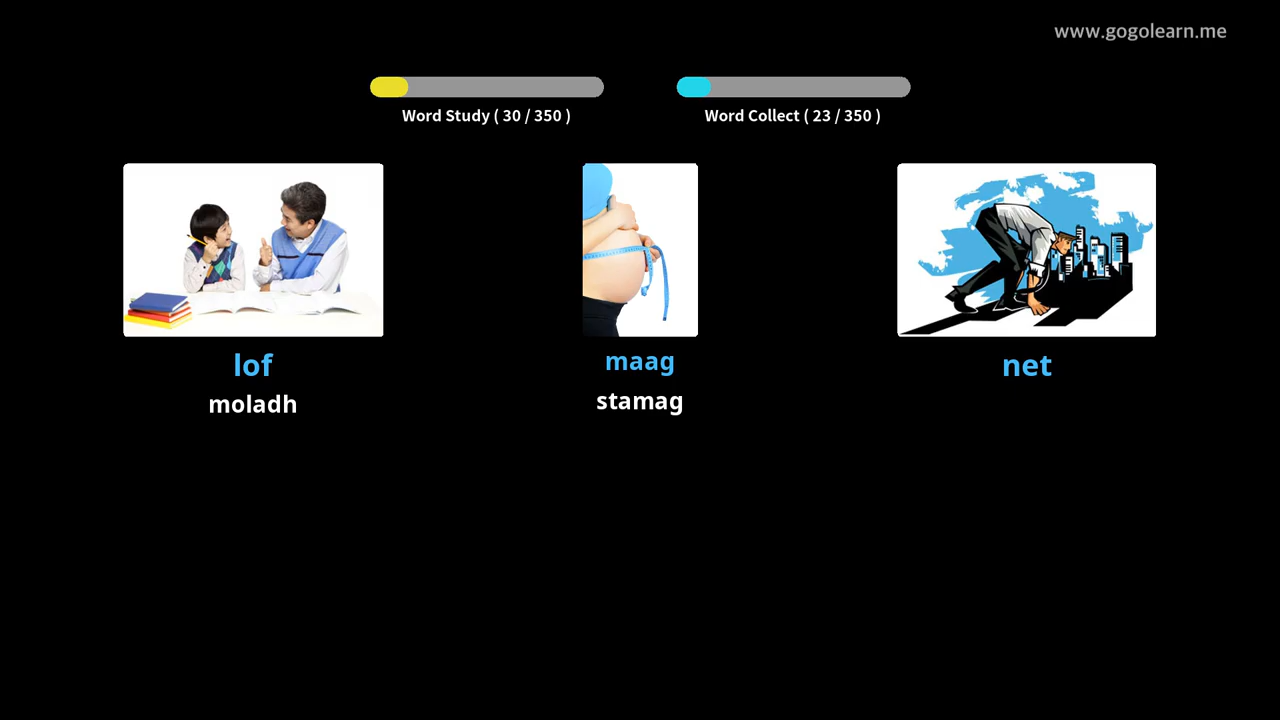 www.gogolearn.me
Word Study ( 30 / 350 )
Word Collect ( 23 / 350 )
lof
moladh
maag
stamag
net